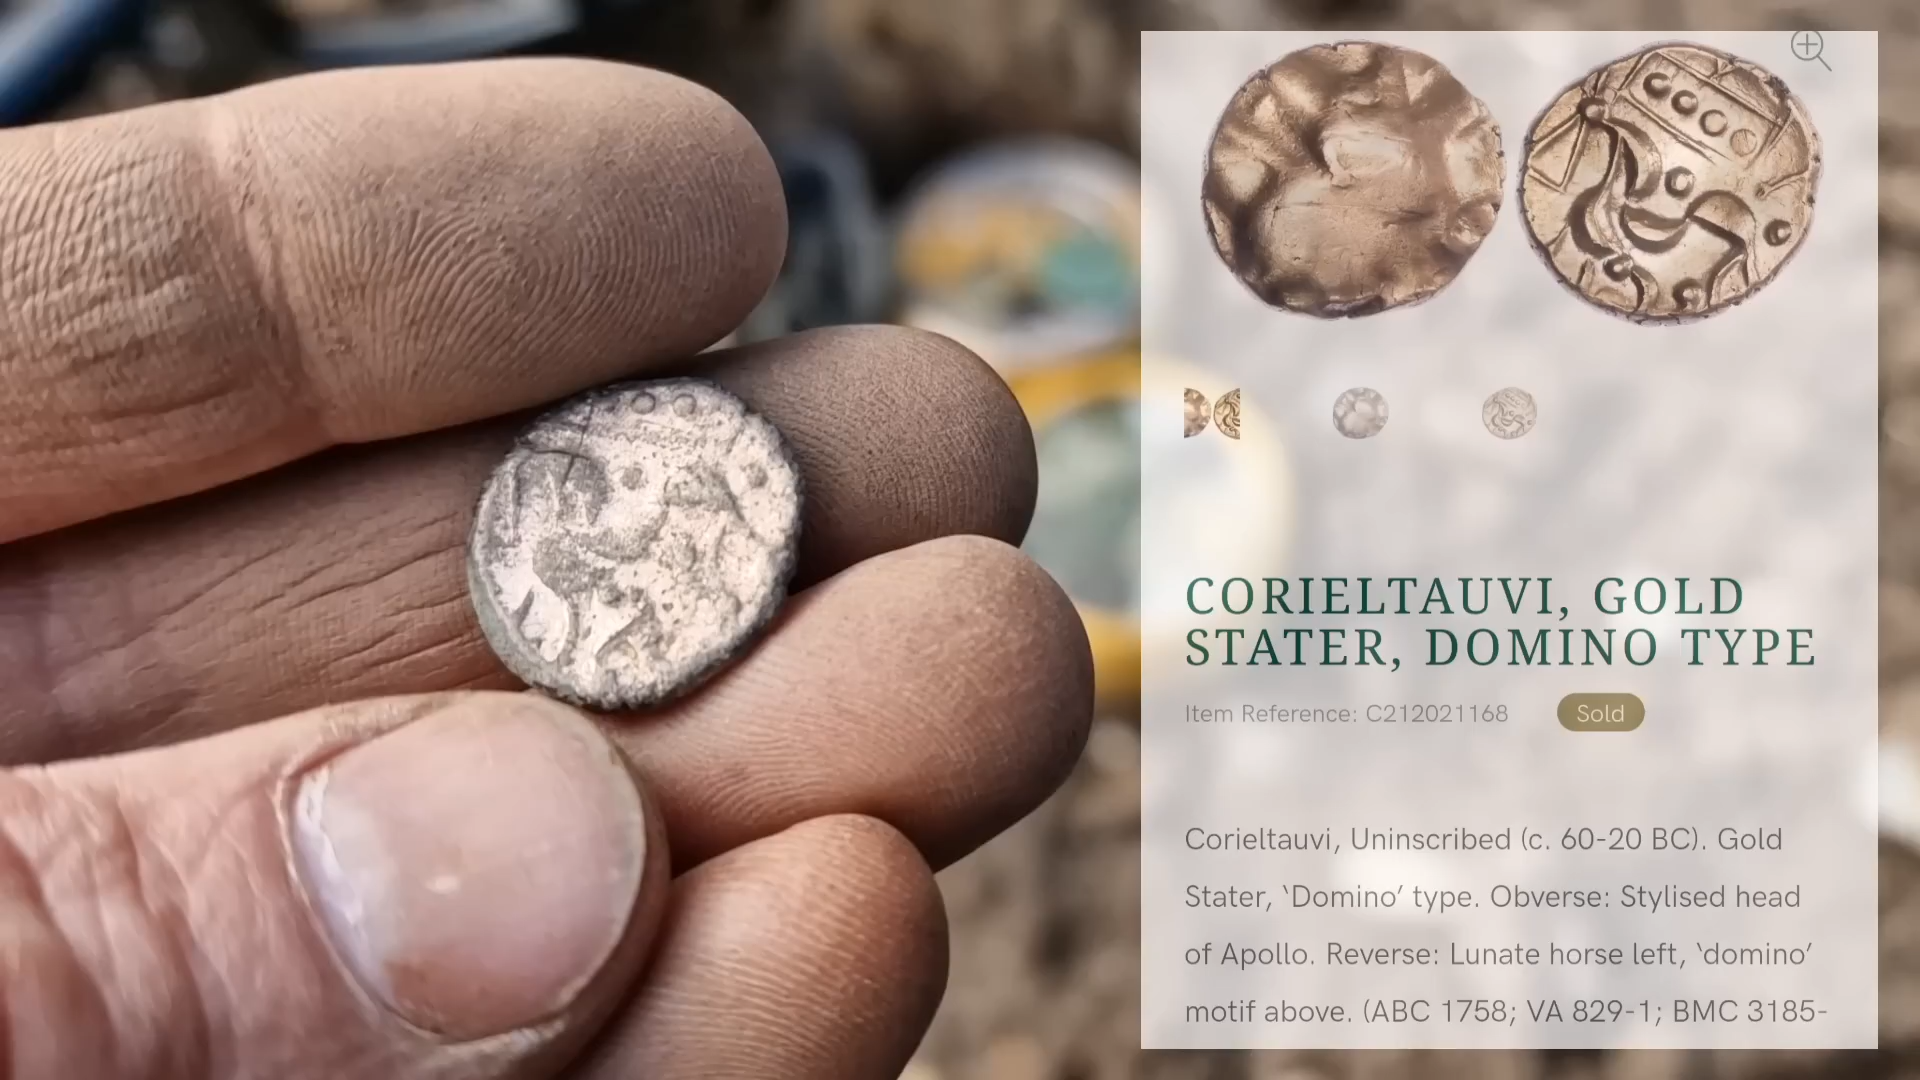 CORIELTAUVI, GOLD
STATER, DOMINO TYPE
Item Reference: C212021168 Sold
Corieltauvi, Uninscribed (c. 60-20 BC). Gold
Stater, ‘Domino’ type. Obverse: Stylised head
of Apollo. Reverse: Lunate horse left, ‘domino’
motif above. (ABC 1758; VA 829-1; BMC 3185-